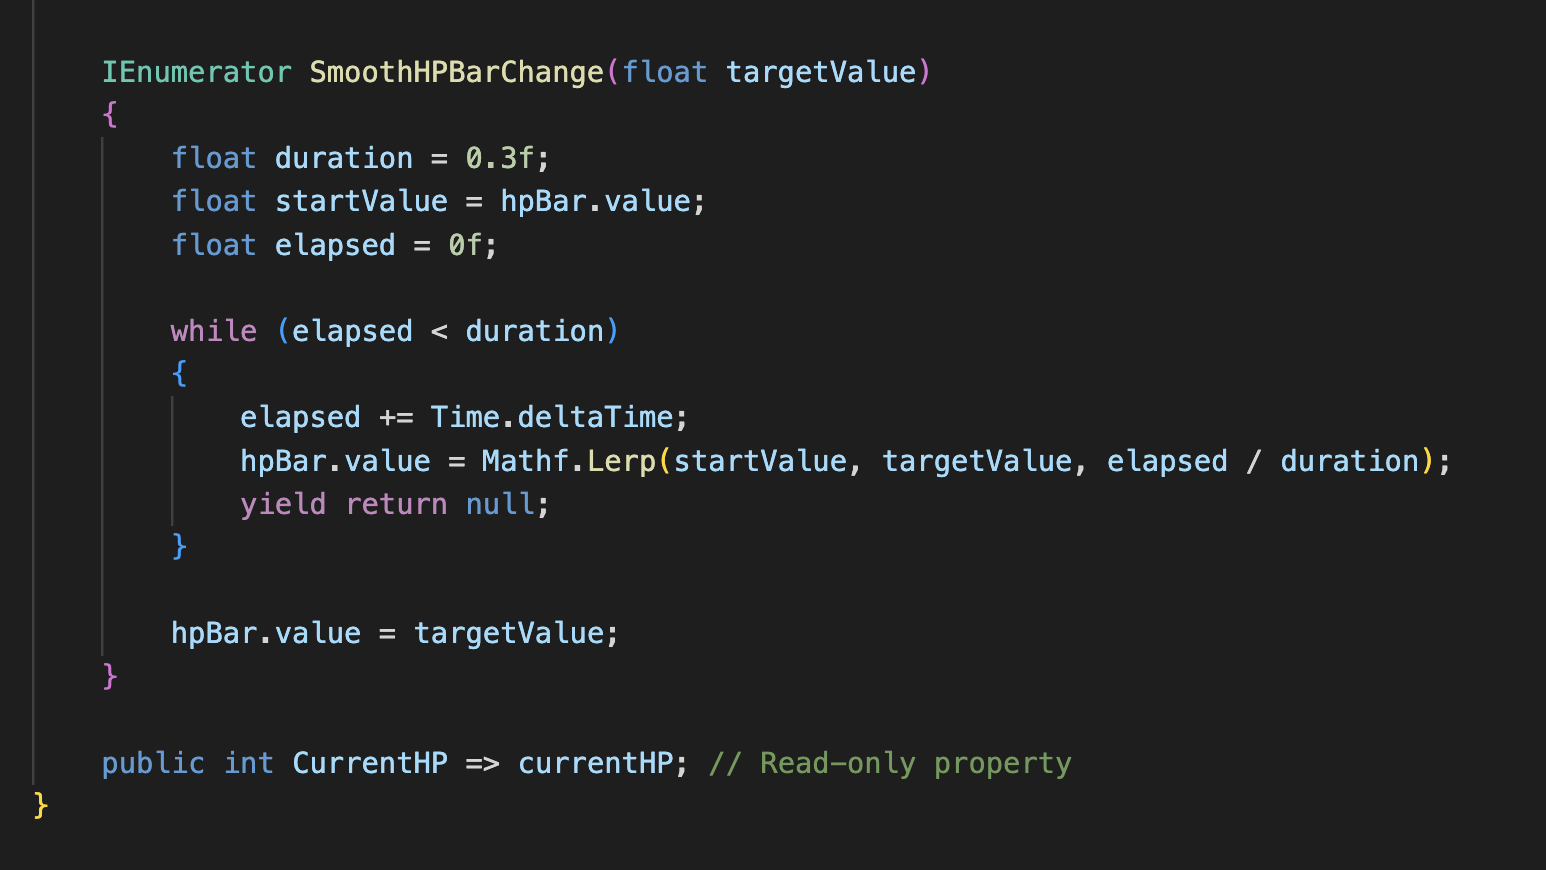 IEnumerator SmoothHPBarChange(float targetValue)
{
float duration = 0.3f;
float startValue = hpBar.value;
float elapsed = 0f;
while (elapsed < duration)
{
elapsed += Time.deltaTime;
hpBar.value = Mathf.Lerp(startValue, targetValue, elapsed / duration);
yield return null;
}
hpBar.value = targetValue;
}
public int CurrentHP => currentHP; // Read-only property
}